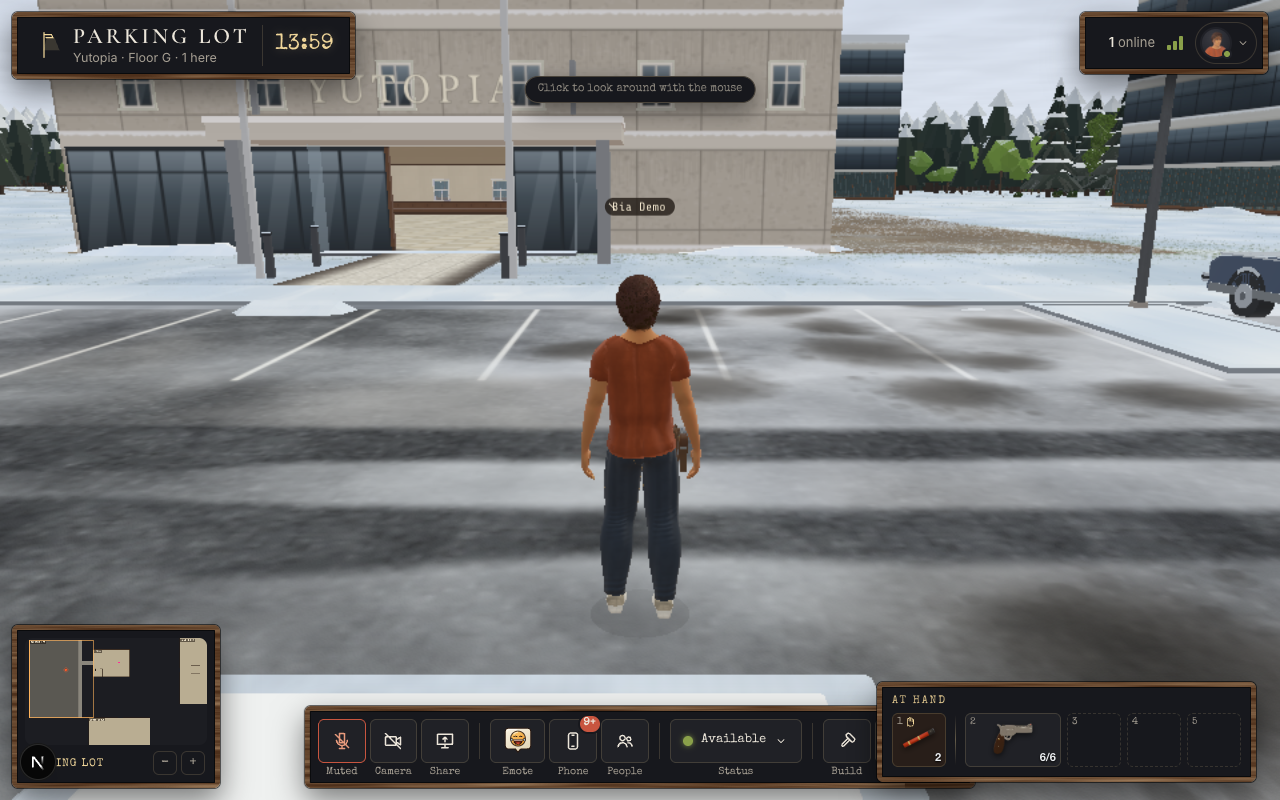 PARKING LOT
Yutopia · Floor G · 1 here
13:59
1 online
YUTOPIA
Click to look around with the mouse
Bia Demo
N
ING LOT
− +
Muted
Camera
Share
Emote
9+
Phone
People
Available
Status
Build
AT HAND
1
2
2
6/6
3
4
5